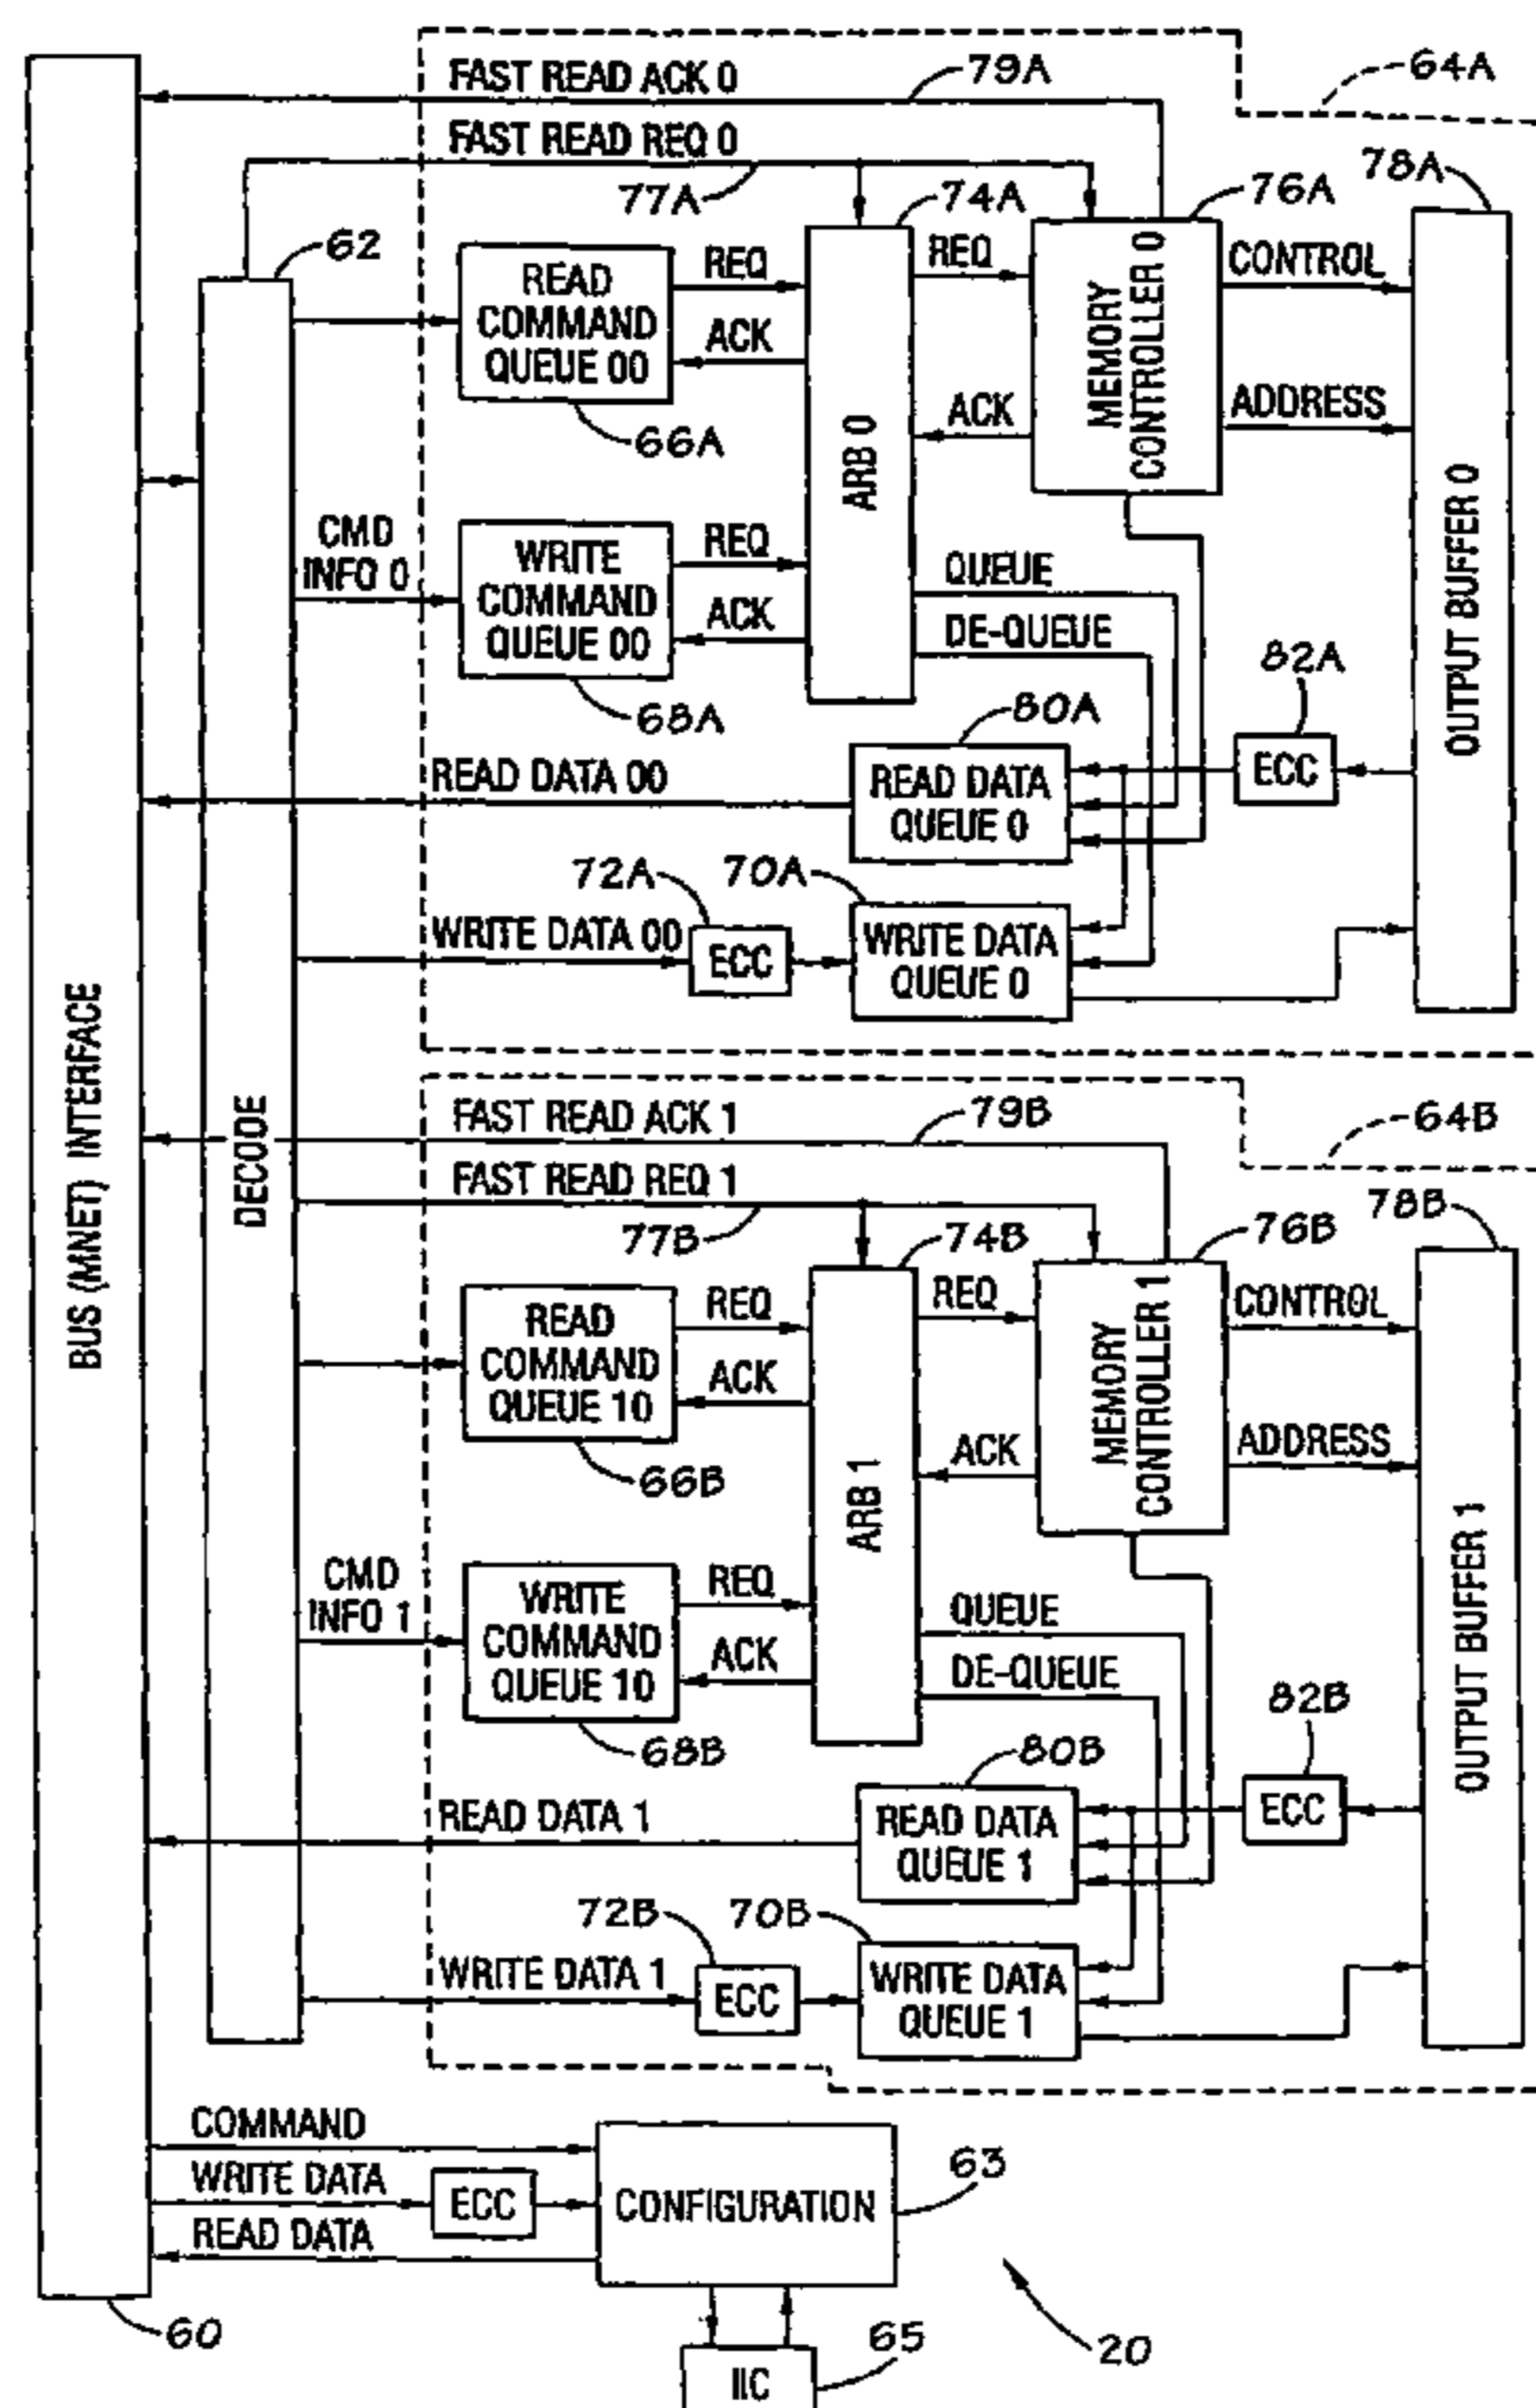 FAST READ ACK 0
79A
64A
FAST READ REQ 0
77A
74A
76A
78A
62
READ
COMMAND
QUEUE 00
REQ
ACK
66A
REQ
ACK
ARB 0
MEMORY
CONTROLLER 0
CONTROL
ADDRESS
CMD
INFO 0
WRITE
COMMAND
QUEUE 00
REQ
ACK
68A
QUEUE
DE-QUEUE
82A
ECC
OUTPUT BUFFER 0
80A
READ DATA 00
READ DATA
QUEUE 0
72A
70A
WRITE DATA 00
ECC
WRITE DATA
QUEUE 0
BUS (MNET) INTERFACE
DECODE
FAST READ ACK 1
79B
64B
FAST READ REQ 1
77B
74B
76B
78B
READ
COMMAND
QUEUE 10
REQ
ACK
66B
REQ
ACK
ARB 1
MEMORY
CONTROLLER 1
CONTROL
ADDRESS
CMD
INFO 1
WRITE
COMMAND
QUEUE 10
REQ
ACK
68B
QUEUE
DE-QUEUE
82B
ECC
OUTPUT BUFFER 1
80B
READ DATA 1
READ DATA
QUEUE 1
72B
70B
WRITE DATA 1
ECC
WRITE DATA
QUEUE 1
COMMAND
WRITE DATA
ECC
READ DATA
CONFIGURATION
63
60
65
IIC
20